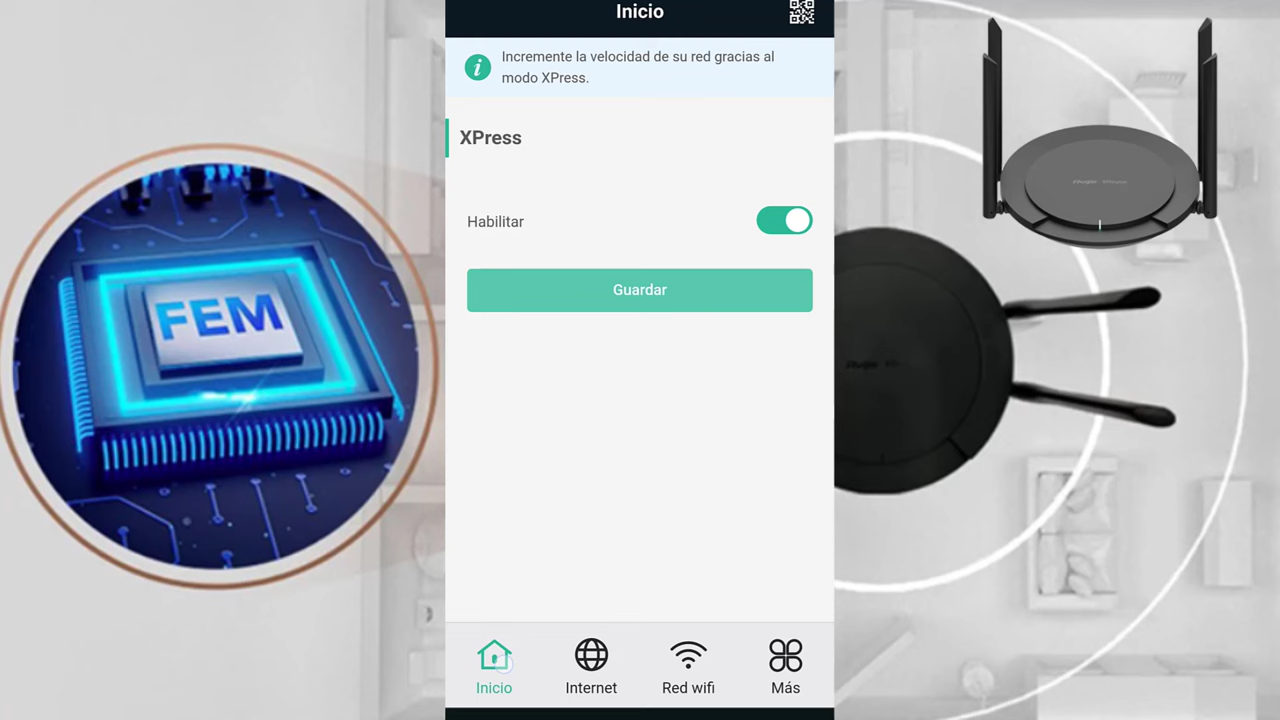 Inicio
Incremente la velocidad de su red gracias al
modo XPress.
XPress
Habilitar
Guardar
FEM
Inicio
Internet
Red wifi
Más